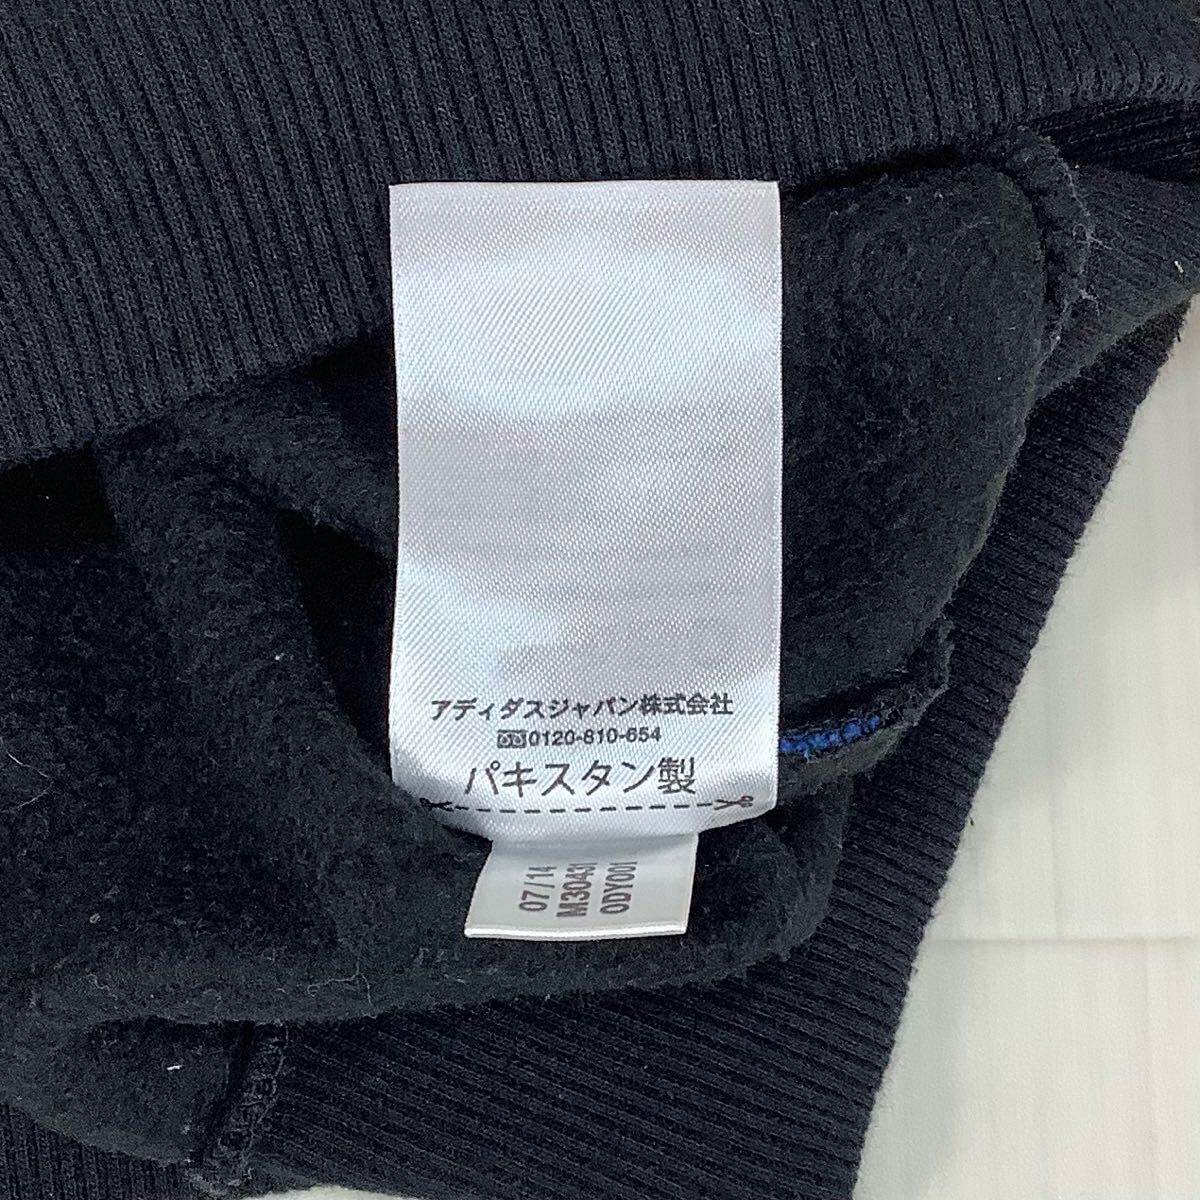 アディダスジャパン株式会社
0120-810-654
パキスタン製
07/14
M30431
ODY001